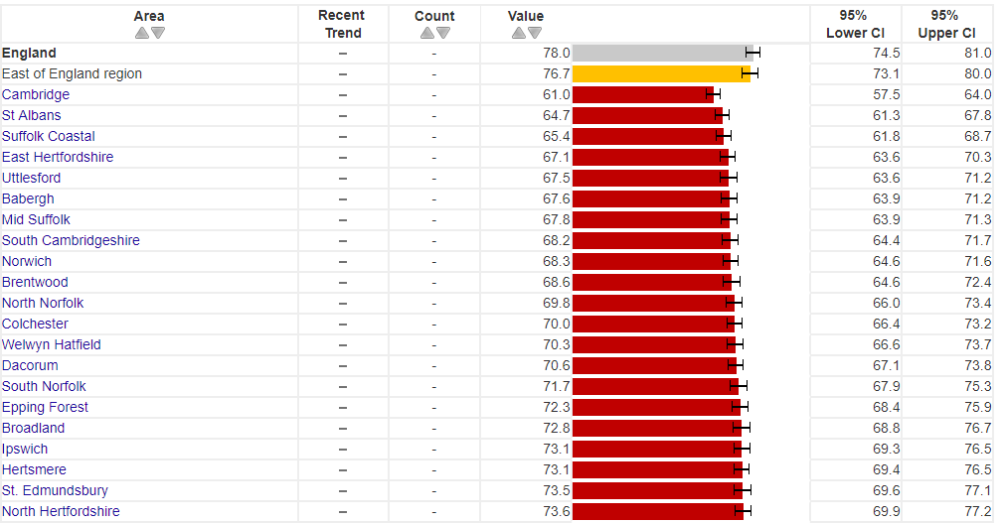 Area Recent Trend Count Value 95% Lower CI 95% Upper CI
England – - 78.0 74.5 81.0
East of England region – - 76.7 73.1 80.0
Cambridge – - 61.0 57.5 64.0
St Albans – - 64.7 61.3 67.8
Suffolk Coastal – - 65.4 61.8 68.7
East Hertfordshire – - 67.1 63.6 70.3
Uttlesford – - 67.5 63.6 71.2
Babergh – - 67.6 63.9 71.2
Mid Suffolk – - 67.8 63.9 71.3
South Cambridgeshire – - 68.2 64.4 71.7
Norwich – - 68.3 64.6 71.6
Brentwood – - 68.6 64.6 72.4
North Norfolk – - 69.8 66.0 73.4
Colchester – - 70.0 66.4 73.2
Welwyn Hatfield – - 70.3 66.6 73.7
Dacorum – - 70.6 67.1 73.8
South Norfolk – - 71.7 67.9 75.3
Epping Forest – - 72.3 68.4 75.9
Broadland – - 72.8 68.8 76.7
Ipswich – - 73.1 69.3 76.5
Hertsmere – - 73.1 69.4 76.5
St. Edmundsbury – - 73.5 69.6 77.1
North Hertfordshire – - 73.6 69.9 77.2